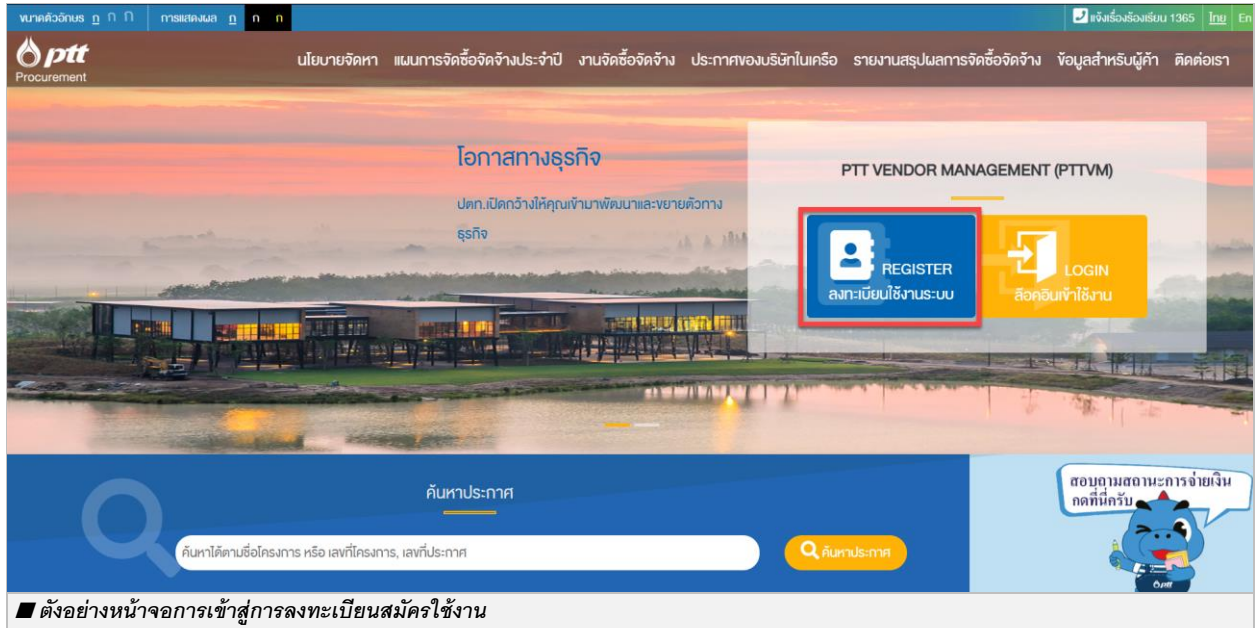 ขนาดตัวอักษร ก ก ก การแสดงผล ก ก ก แจ้งเรื่องร้องเรียน 1365 ไทย En
ptt
Procurement
นโยบายจัดหา แผนการจัดซื้อจัดจ้างประจำปี งานจัดซื้อจัดจ้าง ประกาศของบริษัทในเครือ รายงานสรุปผลการจัดซื้อจัดจ้าง ข้อมูลสำหรับผู้ค้า ติดต่อเรา
โอกาสทางธุรกิจ
ปตท.เปิดกว้างให้คุณเข้ามาพัฒนาและขยายตัวทาง
ธุรกิจ
PTT VENDOR MANAGEMENT (PTTVM)
REGISTER
ลงทะเบียนใช้งานระบบ
LOGIN
ล็อคอินเข้าใช้งาน
ค้นหาประกาศ
ค้นหาได้ตามชื่อโครงการ หรือ เลขที่โครงการ, เลขที่ประกาศ
ค้นหาประกาศ
สอบถามสถานะการจ่ายเงิน
กดที่นี่ครับ
ptt
ตังอย่างหน้าจอการเข้าสู่การลงทะเบียนสมัครใช้งาน